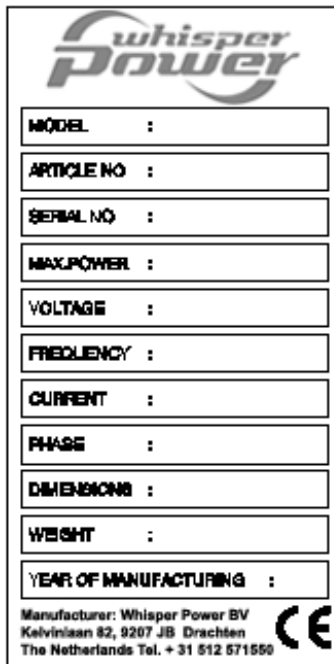 whisper
Power
MODEL :
ARTICLE NO :
SERIAL NO :
MAX.POWER :
VOLTAGE :
FREQUENCY :
CURRENT :
PHASE :
DIMENSIONS :
WEIGHT :
YEAR OF MANUFACTURING :
Manufacturer: Whisper Power BV
Kelvinlaan 82, 9207 JB Drachten
The Netherlands Tel. + 31 512 571550
CE